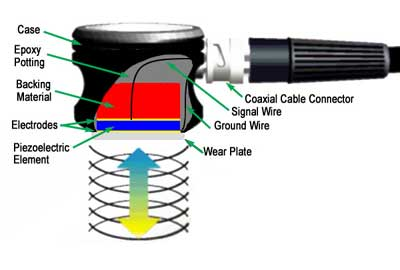 Case
Epoxy
Potting
Backing
Material
Electrodes
Piezoelectric
Element
Coaxial Cable Connector
Signal Wire
Ground Wire
Wear Plate